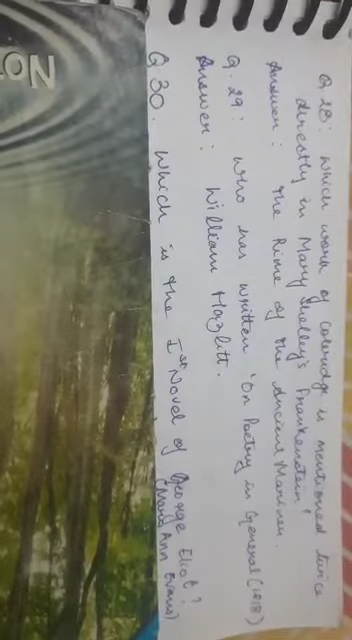 Q.28: Which work of Coleridge is mentioned twice
directly in Mary Shelley's 'Frankenstein'?
Answer: The Rime of the Ancient Mariner.
Q.29: Who has written 'On Poetry in General (1818)
Answer: William Hazlitt.
Q.30. Which is the Ist Novel of George Eliot?
(Mary Ann Evans)
NO